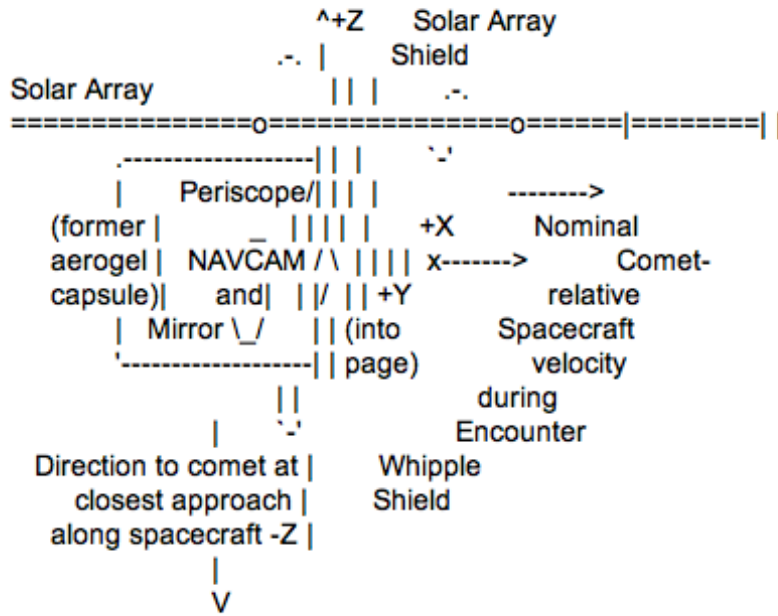 ^+Z Solar Array
.-. | Shield
Solar Array | | | .-.
===============o===============o======|========| |
.-------------------| | | `-'
| Periscope/| | | | -------->
(former | _ | | | | | +X Nominal
aerogel | NAVCAM / \ | | | | x-------> Comet-
capsule)| and| | |/ | | +Y relative
| Mirror \_/ | | (into Spacecraft
'-------------------| | page) velocity
| | during
| `-' Encounter
Direction to comet at | Whipple
closest approach | Shield
along spacecraft -Z |
|
V